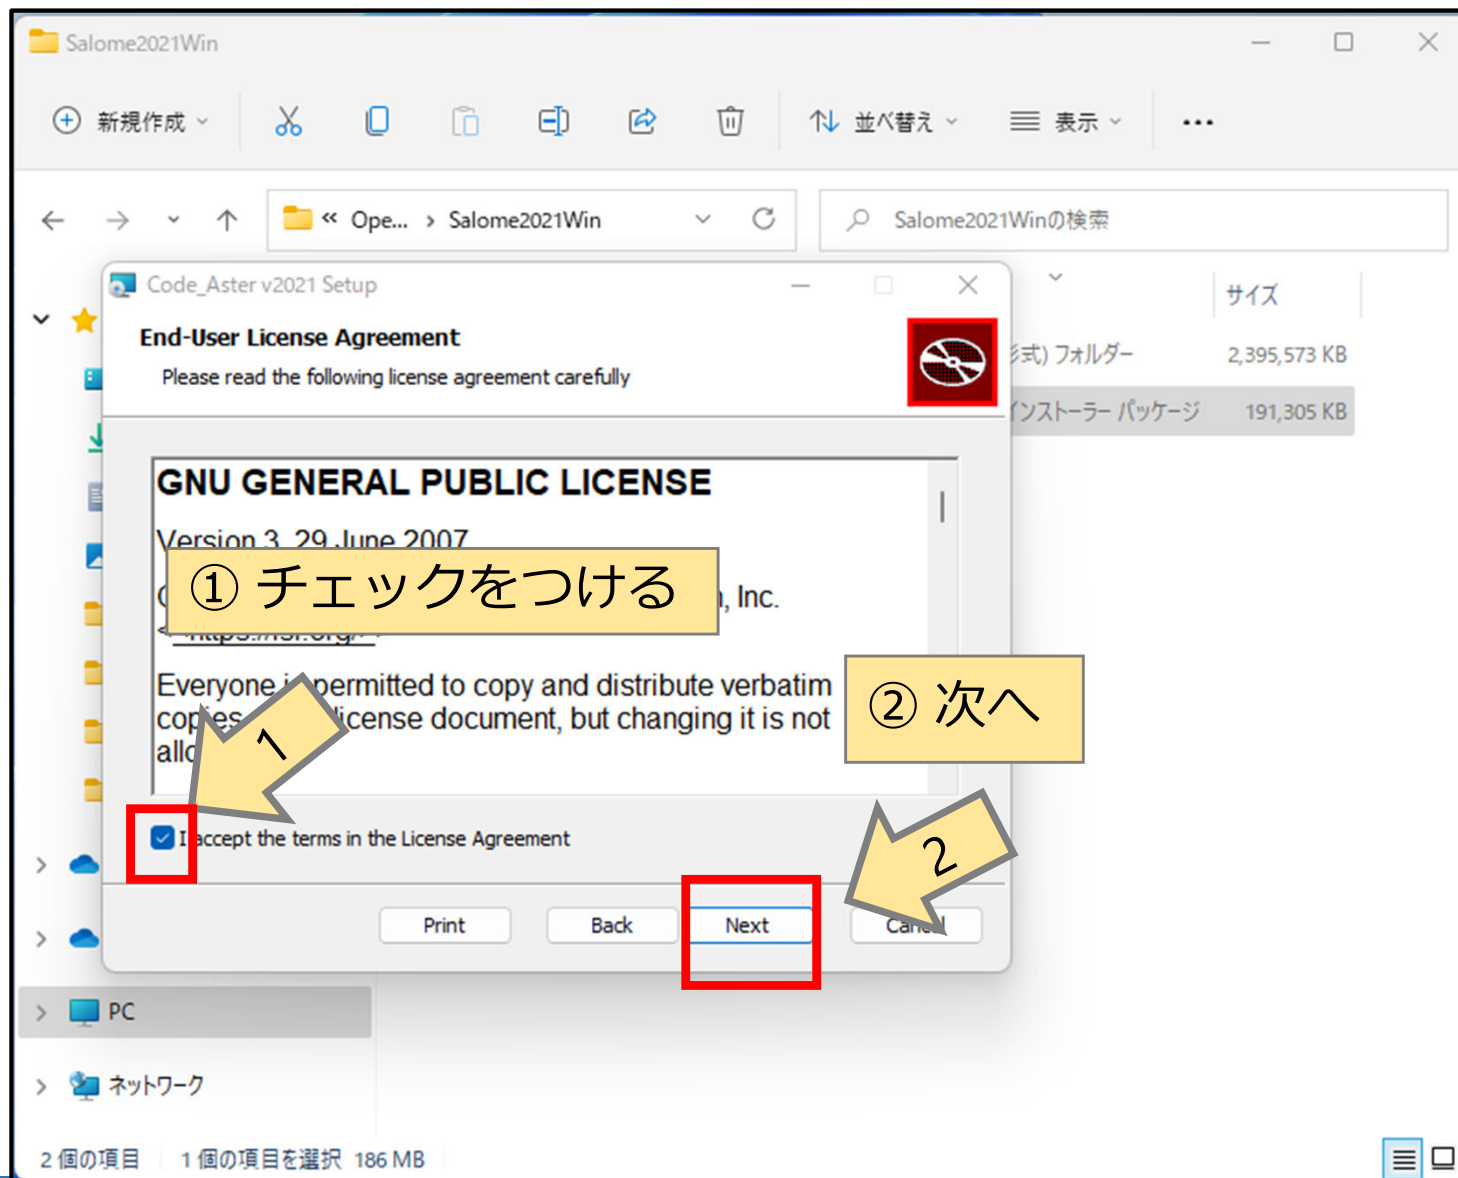 Salome2021Win
新規作成
並べ替え
表示
« Ope... › Salome2021Win
Salome2021Winの検索
サイズ
Code_Aster v2021 Setup
End-User License Agreement
Please read the following license agreement carefully
フォルダー 2,395,573 KB
インストーラー パッケージ 191,305 KB
GNU GENERAL PUBLIC LICENSE
Version 3, 29 June 2007
① チェックをつける
, Inc.
Everyone permitted to copy and distribute verbatim
copies license document, but changing it is not
② 次へ
1
I accept the terms in the License Agreement
2
Print Back Next Cancel
PC
ネットワーク
2 個の項目 1 個の項目を選択 186 MB